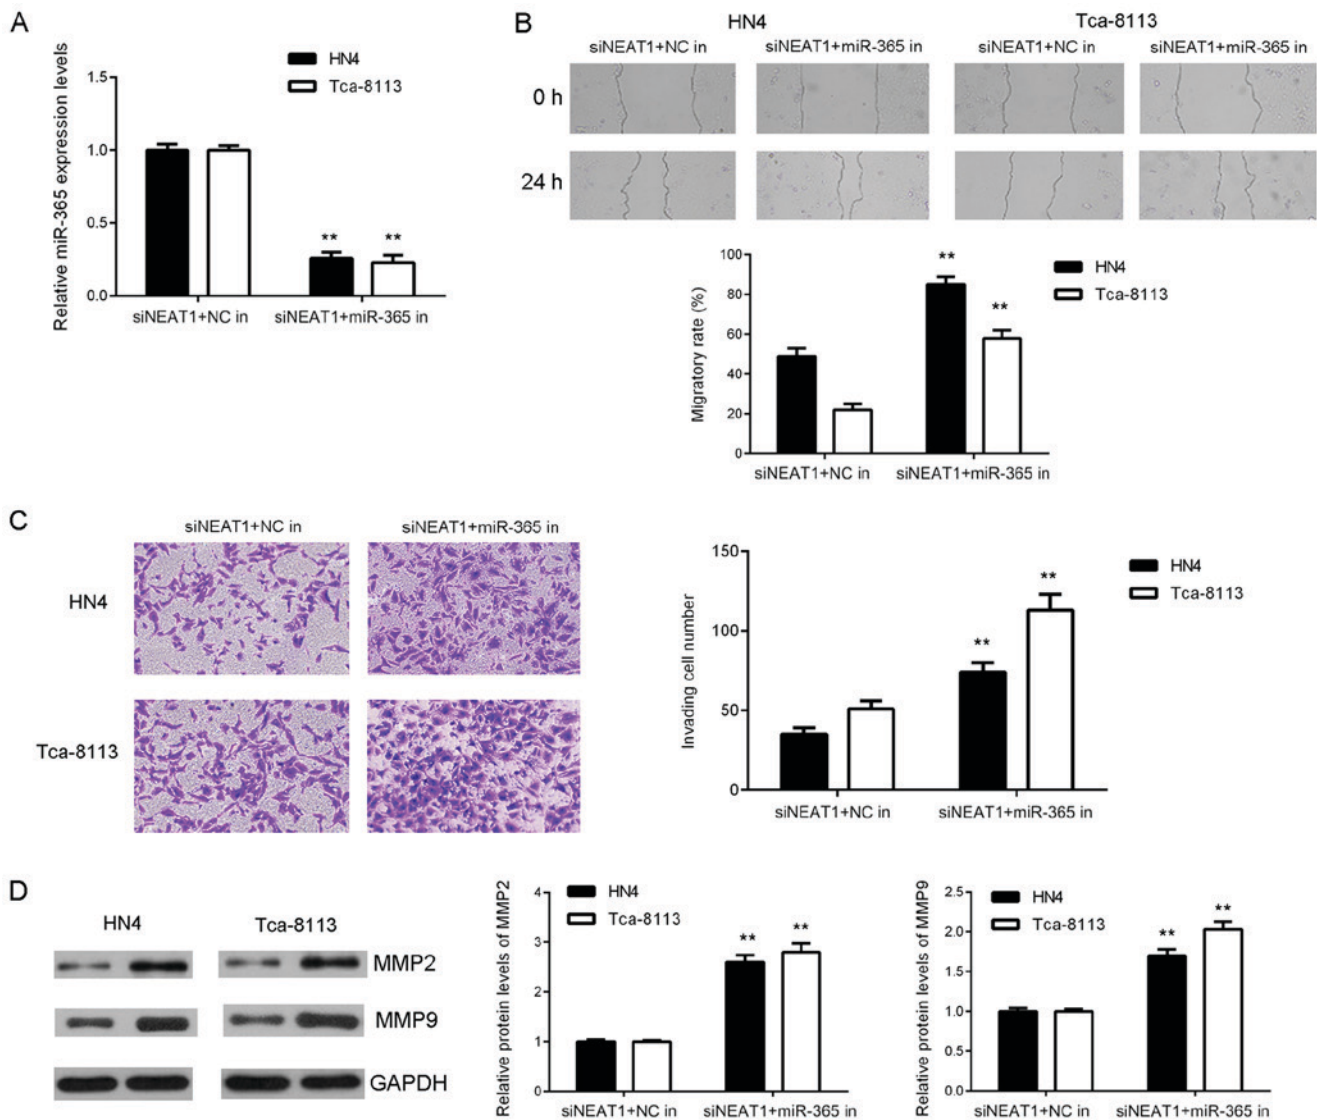 A
HN4
Tca-8113
Relative miR-365 expression levels
1.5
1.0
0.5
0.0
**
**
siNEAT1+NC in
siNEAT1+miR-365 in
B
HN4
Tca-8113
siNEAT1+NC in
siNEAT1+miR-365 in
siNEAT1+NC in
siNEAT1+miR-365 in
0 h
24 h
Migratory rate (%)
100
80
60
40
20
0
**
**
HN4
Tca-8113
siNEAT1+NC in
siNEAT1+miR-365 in
C
siNEAT1+NC in
siNEAT1+miR-365 in
HN4
Tca-8113
Invading cell number
150
100
50
0
**
**
HN4
Tca-8113
siNEAT1+NC in
siNEAT1+miR-365 in
D
HN4
Tca-8113
MMP2
MMP9
GAPDH
Relative protein levels of MMP2
4
3
2
1
0
HN4
Tca-8113
**
**
siNEAT1+NC in
siNEAT1+miR-365 in
Relative protein levels of MMP9
2.5
2.0
1.5
1.0
0.5
0.0
HN4
Tca-8113
**
**
siNEAT1+NC in
siNEAT1+miR-365 in